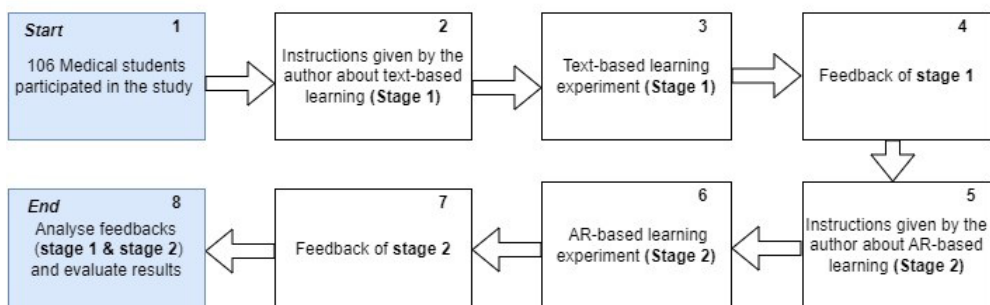 Start 1
106 Medical students
participated in the study
2
Instructions given by the
author about text-based
learning (Stage 1)
3
Text-based learning
experiment (Stage 1)
4
Feedback of stage 1
5
Instructions given by the
author about AR-based
learning (Stage 2)
6
AR-based learning
experiment (Stage 2)
7
Feedback of stage 2
End 8
Analyse feedbacks
(stage 1 & stage 2)
and evaluate results